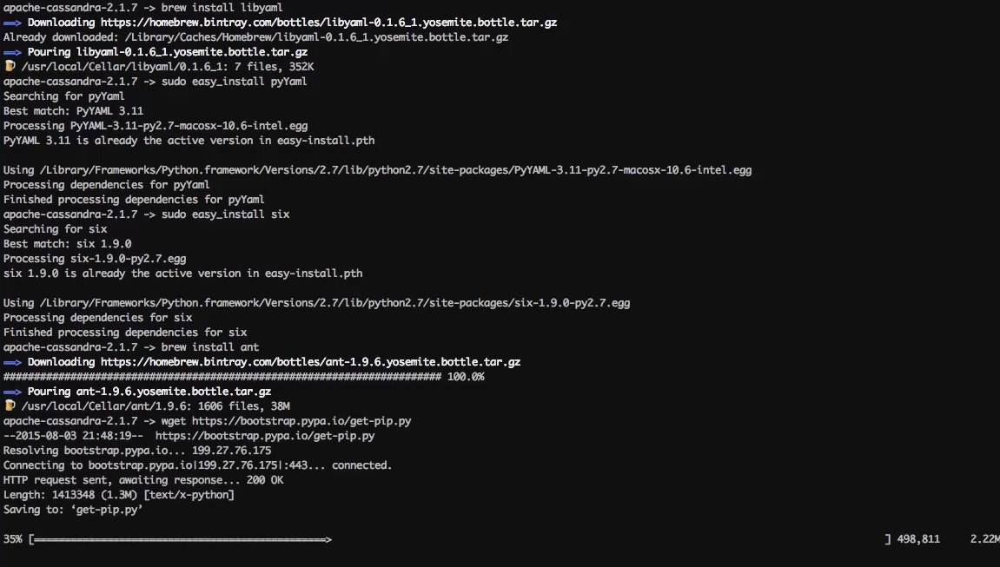 apache-cassandra-2.1.7 -> brew install libyaml
==> Downloading https://homebrew.bintray.com/bottles/libyaml-0.1.6_1.yosemite.bottle.tar.gz
Already downloaded: /Library/Caches/Homebrew/libyaml-0.1.6_1.yosemite.bottle.tar.gz
==> Pouring libyaml-0.1.6_1.yosemite.bottle.tar.gz
🍺 /usr/local/Cellar/libyaml/0.1.6_1: 7 files, 352K
apache-cassandra-2.1.7 -> sudo easy_install pyYaml
Searching for pyYaml
Best match: PyYAML 3.11
Processing PyYAML-3.11-py2.7-macosx-10.6-intel.egg
PyYAML 3.11 is already the active version in easy-install.pth
Using /Library/Frameworks/Python.framework/Versions/2.7/lib/python2.7/site-packages/PyYAML-3.11-py2.7-macosx-10.6-intel.egg
Processing dependencies for pyYaml
Finished processing dependencies for pyYaml
apache-cassandra-2.1.7 -> sudo easy_install six
Searching for six
Best match: six 1.9.0
Processing six-1.9.0-py2.7.egg
six 1.9.0 is already the active version in easy-install.pth
Using /Library/Frameworks/Python.framework/Versions/2.7/lib/python2.7/site-packages/six-1.9.0-py2.7.egg
Processing dependencies for six
Finished processing dependencies for six
apache-cassandra-2.1.7 -> brew install ant
==> Downloading https://homebrew.bintray.com/bottles/ant-1.9.6.yosemite.bottle.tar.gz
######################################################################## 100.0%
==> Pouring ant-1.9.6.yosemite.bottle.tar.gz
🍺 /usr/local/Cellar/ant/1.9.6: 1606 files, 38M
apache-cassandra-2.1.7 -> wget https://bootstrap.pypa.io/get-pip.py
--2015-08-03 21:48:19--  https://bootstrap.pypa.io/get-pip.py
Resolving bootstrap.pypa.io... 199.27.76.175
Connecting to bootstrap.pypa.io|199.27.76.175|:443... connected.
HTTP request sent, awaiting response... 200 OK
Length: 1413348 (1.3M) [text/x-python]
Saving to: ‘get-pip.py’
35% [================================================>                                                                                           ] 498,811     2.22M